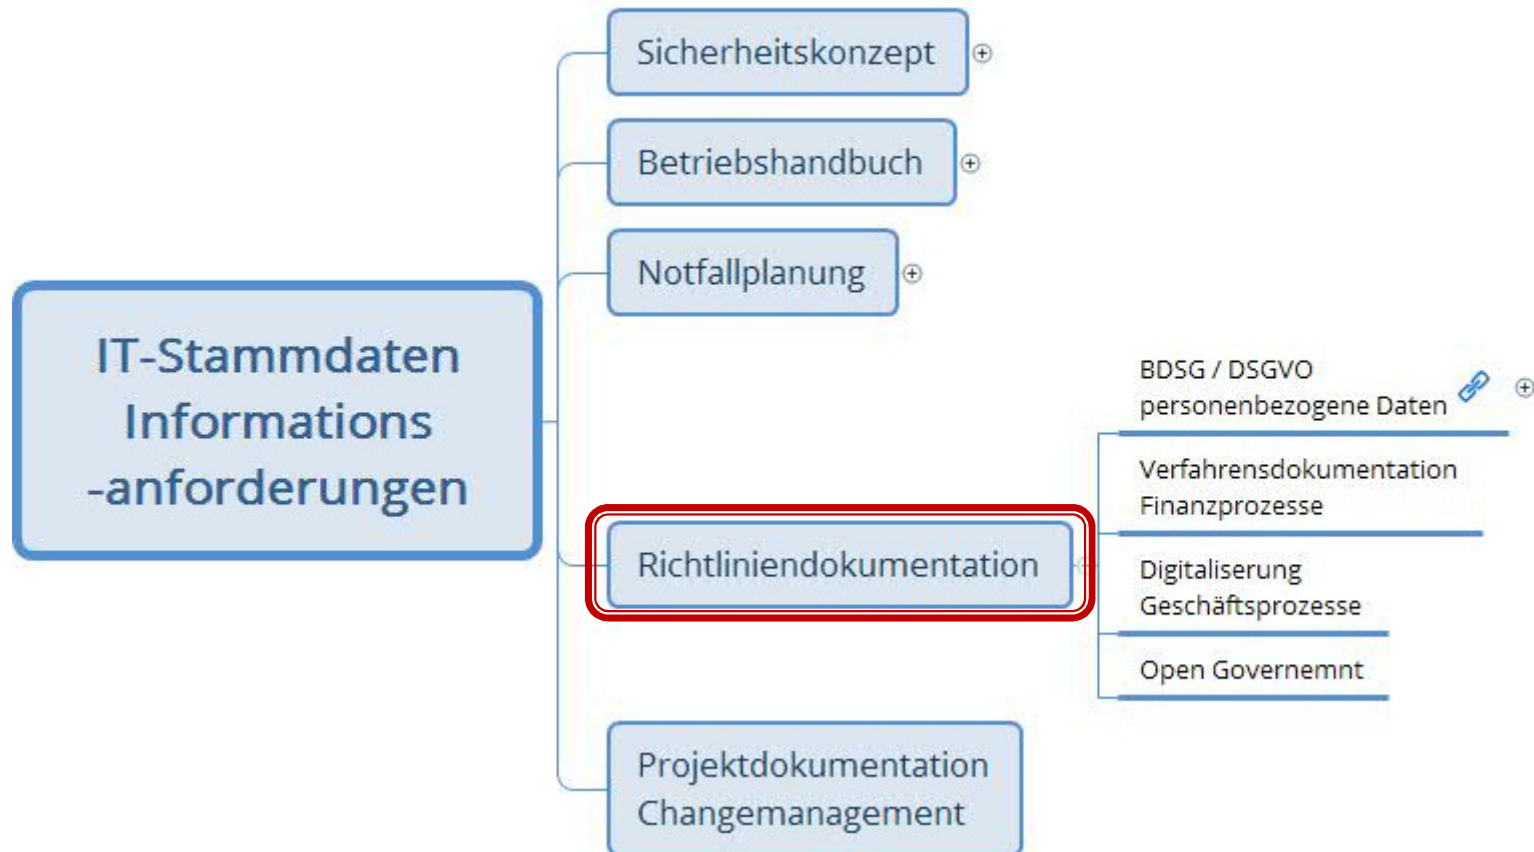 IT-Stammdaten
Informations
-anforderungen
Sicherheitskonzept
Betriebshandbuch
Notfallplanung
Richtliniendokumentation
BDSG / DSGVO
personenbezogene Daten
Verfahrensdokumentation
Finanzprozesse
Digitaliserung
Geschäftsprozesse
Open Governemnt
Projektdokumentation
Changemanagement